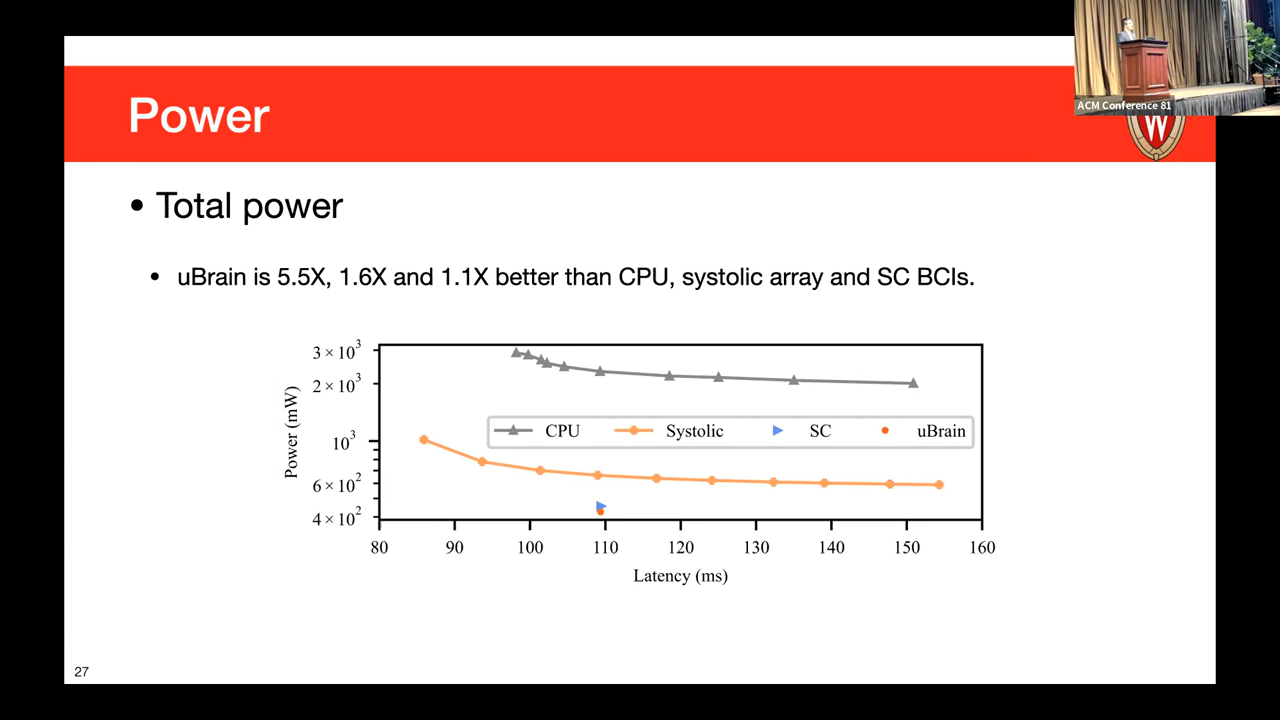 ACM Conference 81
W
Power
• Total power
• uBrain is 5.5X, 1.6X and 1.1X better than CPU, systolic array and SC BCIs.
3 × 10³
2 × 10³
10³
6 × 10²
4 × 10²
Power (mW)
CPU Systolic SC uBrain
80 90 100 110 120 130 140 150 160
Latency (ms)
27